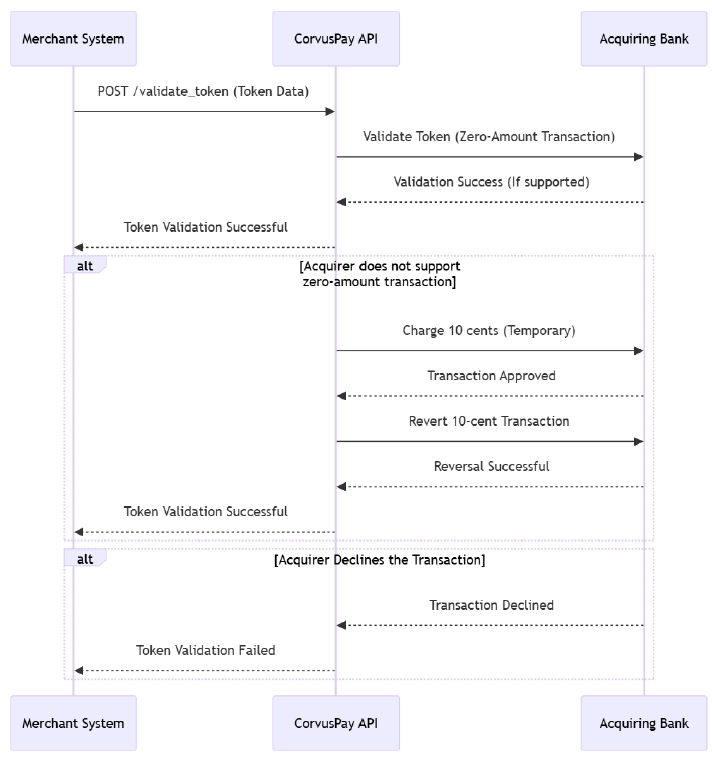 Merchant System
CorvusPay API
Acquiring Bank
POST /validate_token (Token Data)
Validate Token (Zero-Amount Transaction)
Validation Success (If supported)
Token Validation Successful
alt
[Acquirer does not support
zero-amount transaction]
Charge 10 cents (Temporary)
Transaction Approved
Revert 10-cent Transaction
Reversal Successful
Token Validation Successful
alt
[Acquirer Declines the Transaction]
Transaction Declined
Token Validation Failed
Merchant System
CorvusPay API
Acquiring Bank